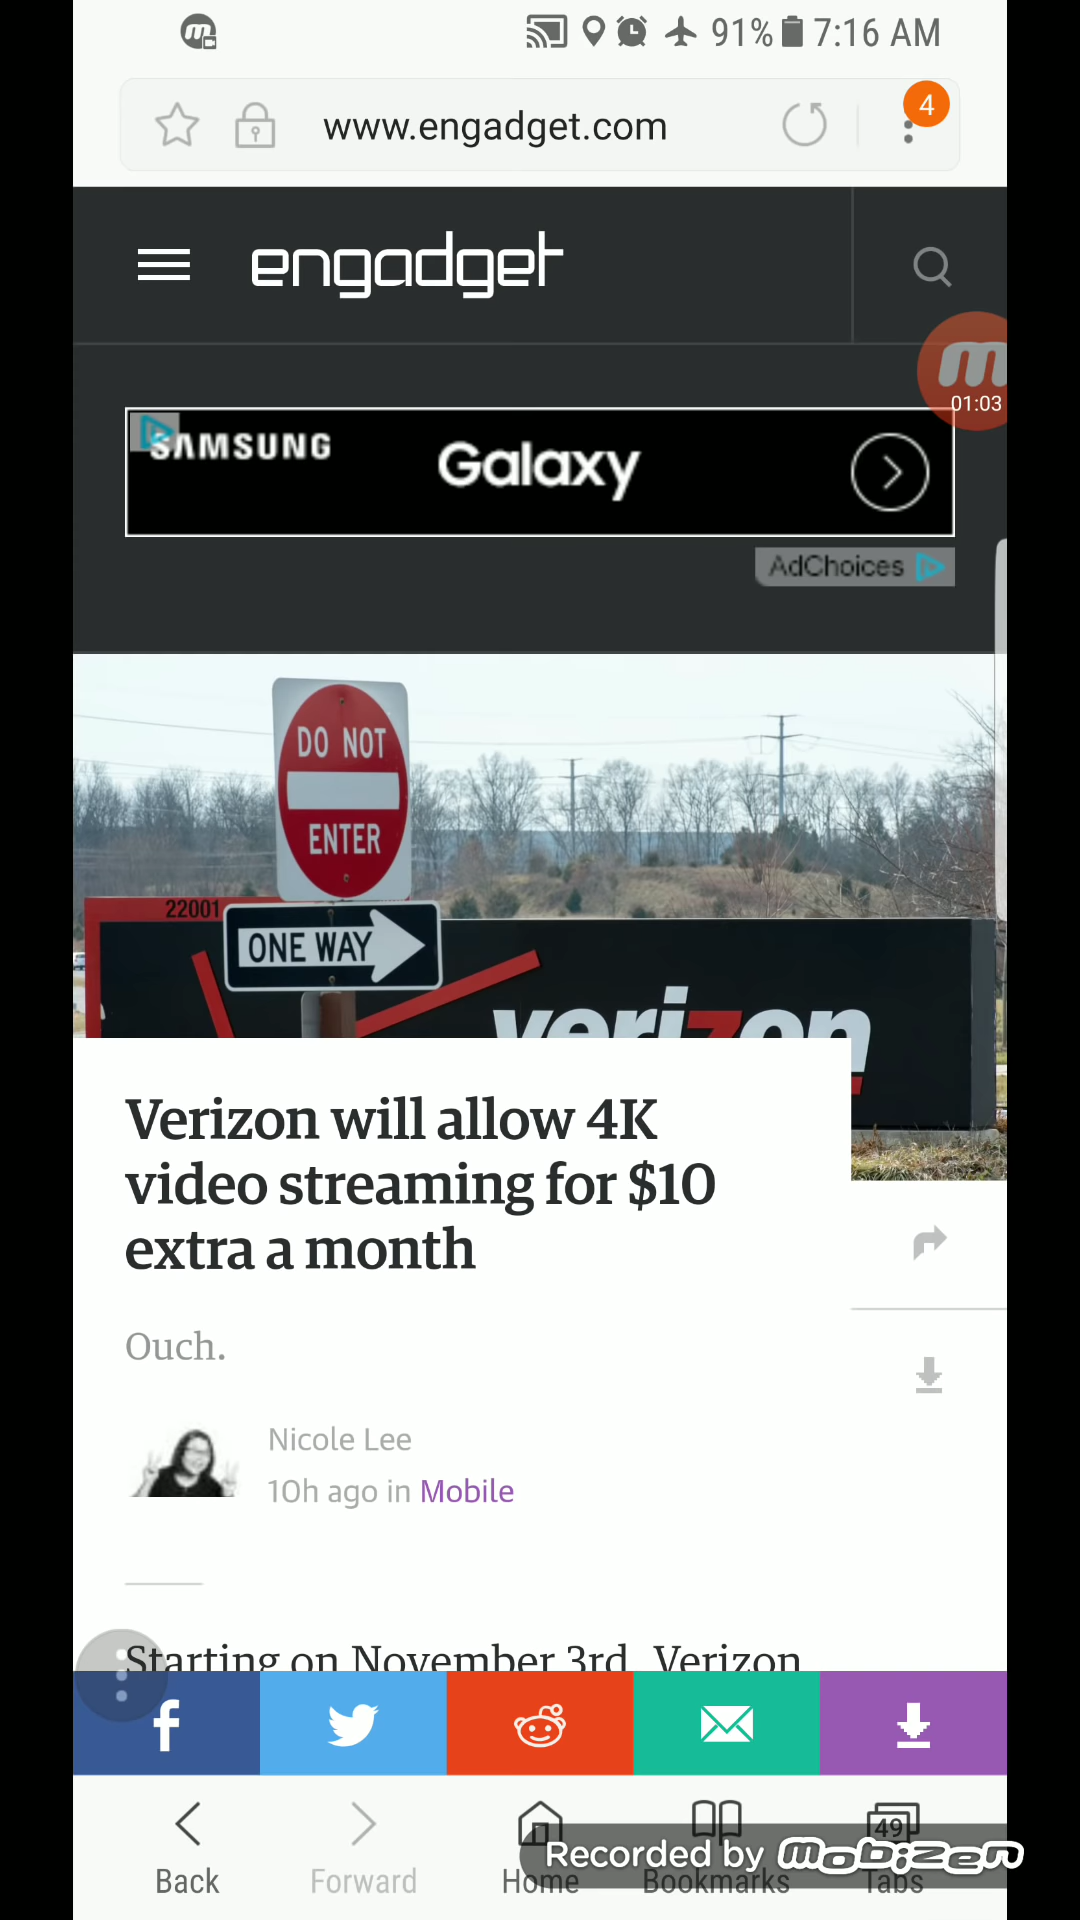 91% 7:16 AM
www.engadget.com
4
engadget
01:03
SAMSUNG
Galaxy
AdChoices
DO NOT
ENTER
22001
ONE WAY
verizon
Verizon will allow 4K
video streaming for $10
extra a month
Ouch.
Nicole Lee
10h ago in Mobile
Starting on November 3rd, Verizon
49
Recorded by mobizen
Back
Forward
Home
Bookmarks
Tabs